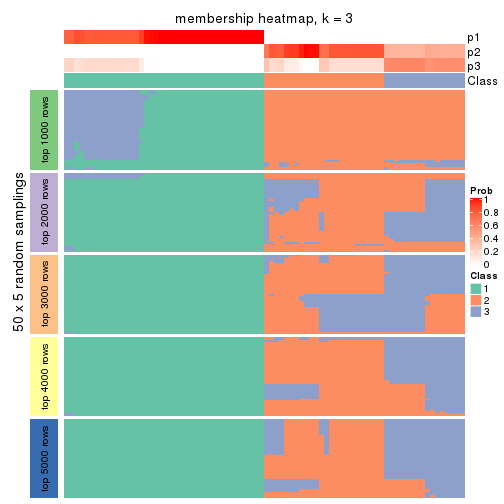 membership heatmap, k = 3
p1
p2
p3
Class
50 x 5 random samplings
top 1000 rows
top 2000 rows
top 3000 rows
top 4000 rows
top 5000 rows
Prob
1
0.8
0.6
0.4
0.2
0
Class
1
2
3